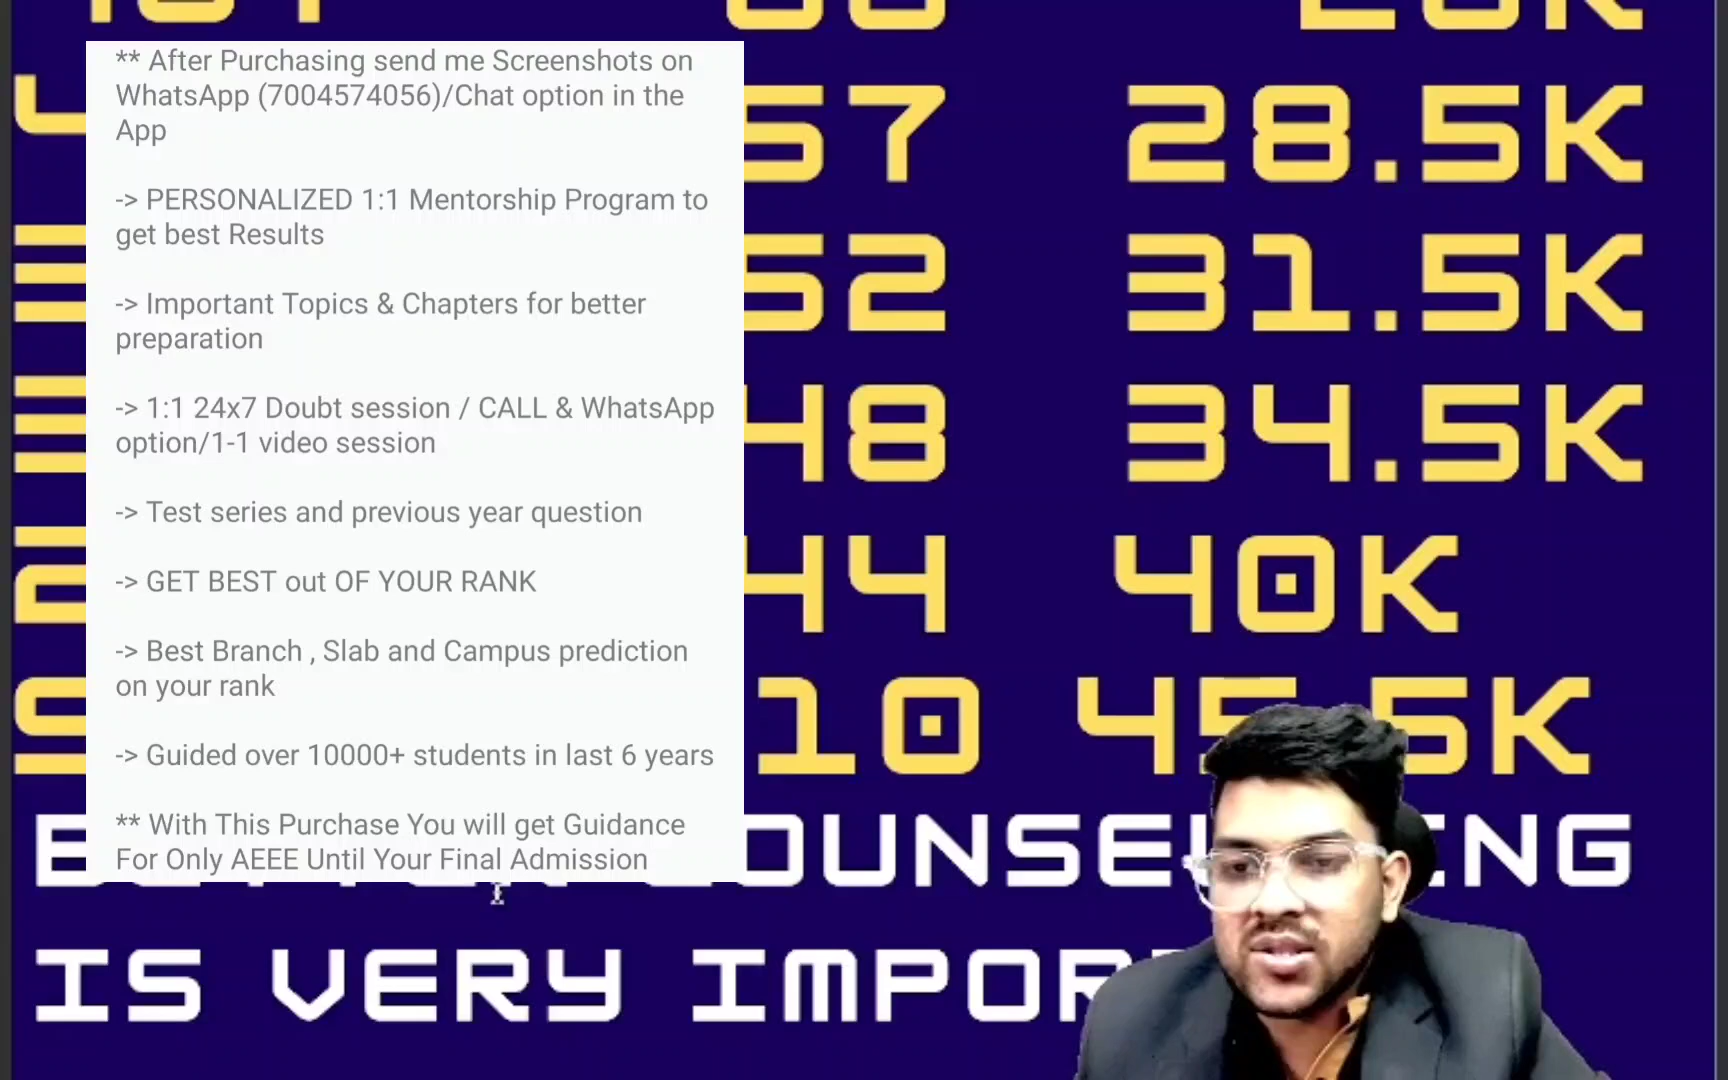 ** After Purchasing send me Screenshots on
WhatsApp (7004574056)/Chat option in the
App
-> PERSONALIZED 1:1 Mentorship Program to
get best Results
-> Important Topics & Chapters for better
preparation
-> 1:1 24x7 Doubt session / CALL & WhatsApp
option/1-1 video session
-> Test series and previous year question
-> GET BEST out OF YOUR RANK
-> Best Branch , Slab and Campus prediction
on your rank
-> Guided over 10000+ students in last 6 years
** With This Purchase You will get Guidance
For Only AEEE Until Your Final Admission
57 28.5K
52 31.5K
48 34.5K
44 40K
10 45.5K
IS VERY